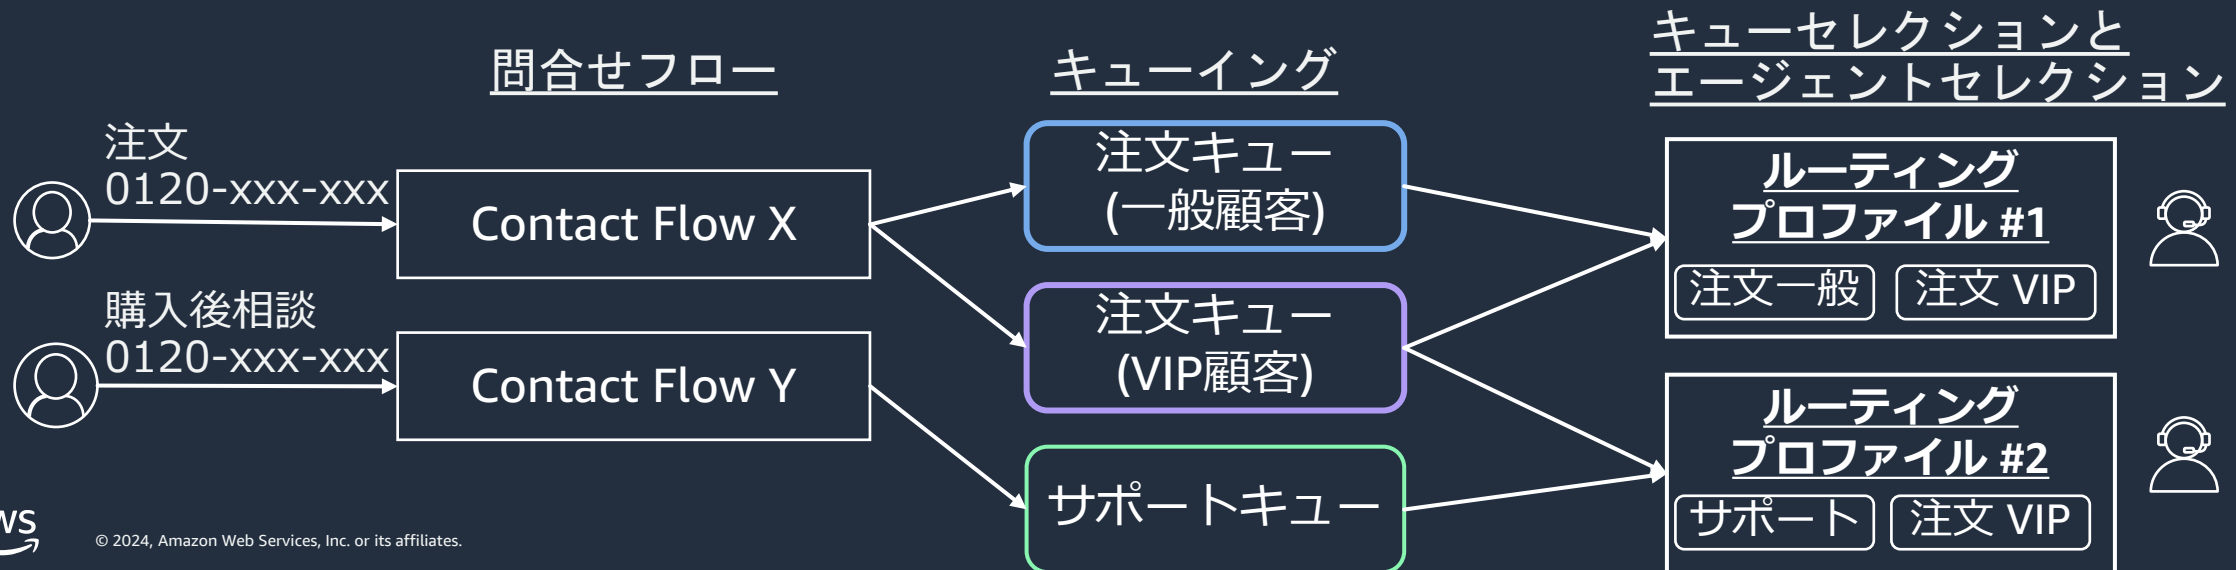 問合せフロー
キューイング
キューセレクションと
エージェントセレクション
注文
0120-xxx-xxx
Contact Flow X
購入後相談
0120-xxx-xxx
Contact Flow Y
注文キュー
(一般顧客)
注文キュー
(VIP顧客)
サポートキュー
ルーティング
プロファイル #1
注文一般
注文 VIP
ルーティング
プロファイル #2
サポート
注文 VIP
© 2024, Amazon Web Services, Inc. or its affiliates.